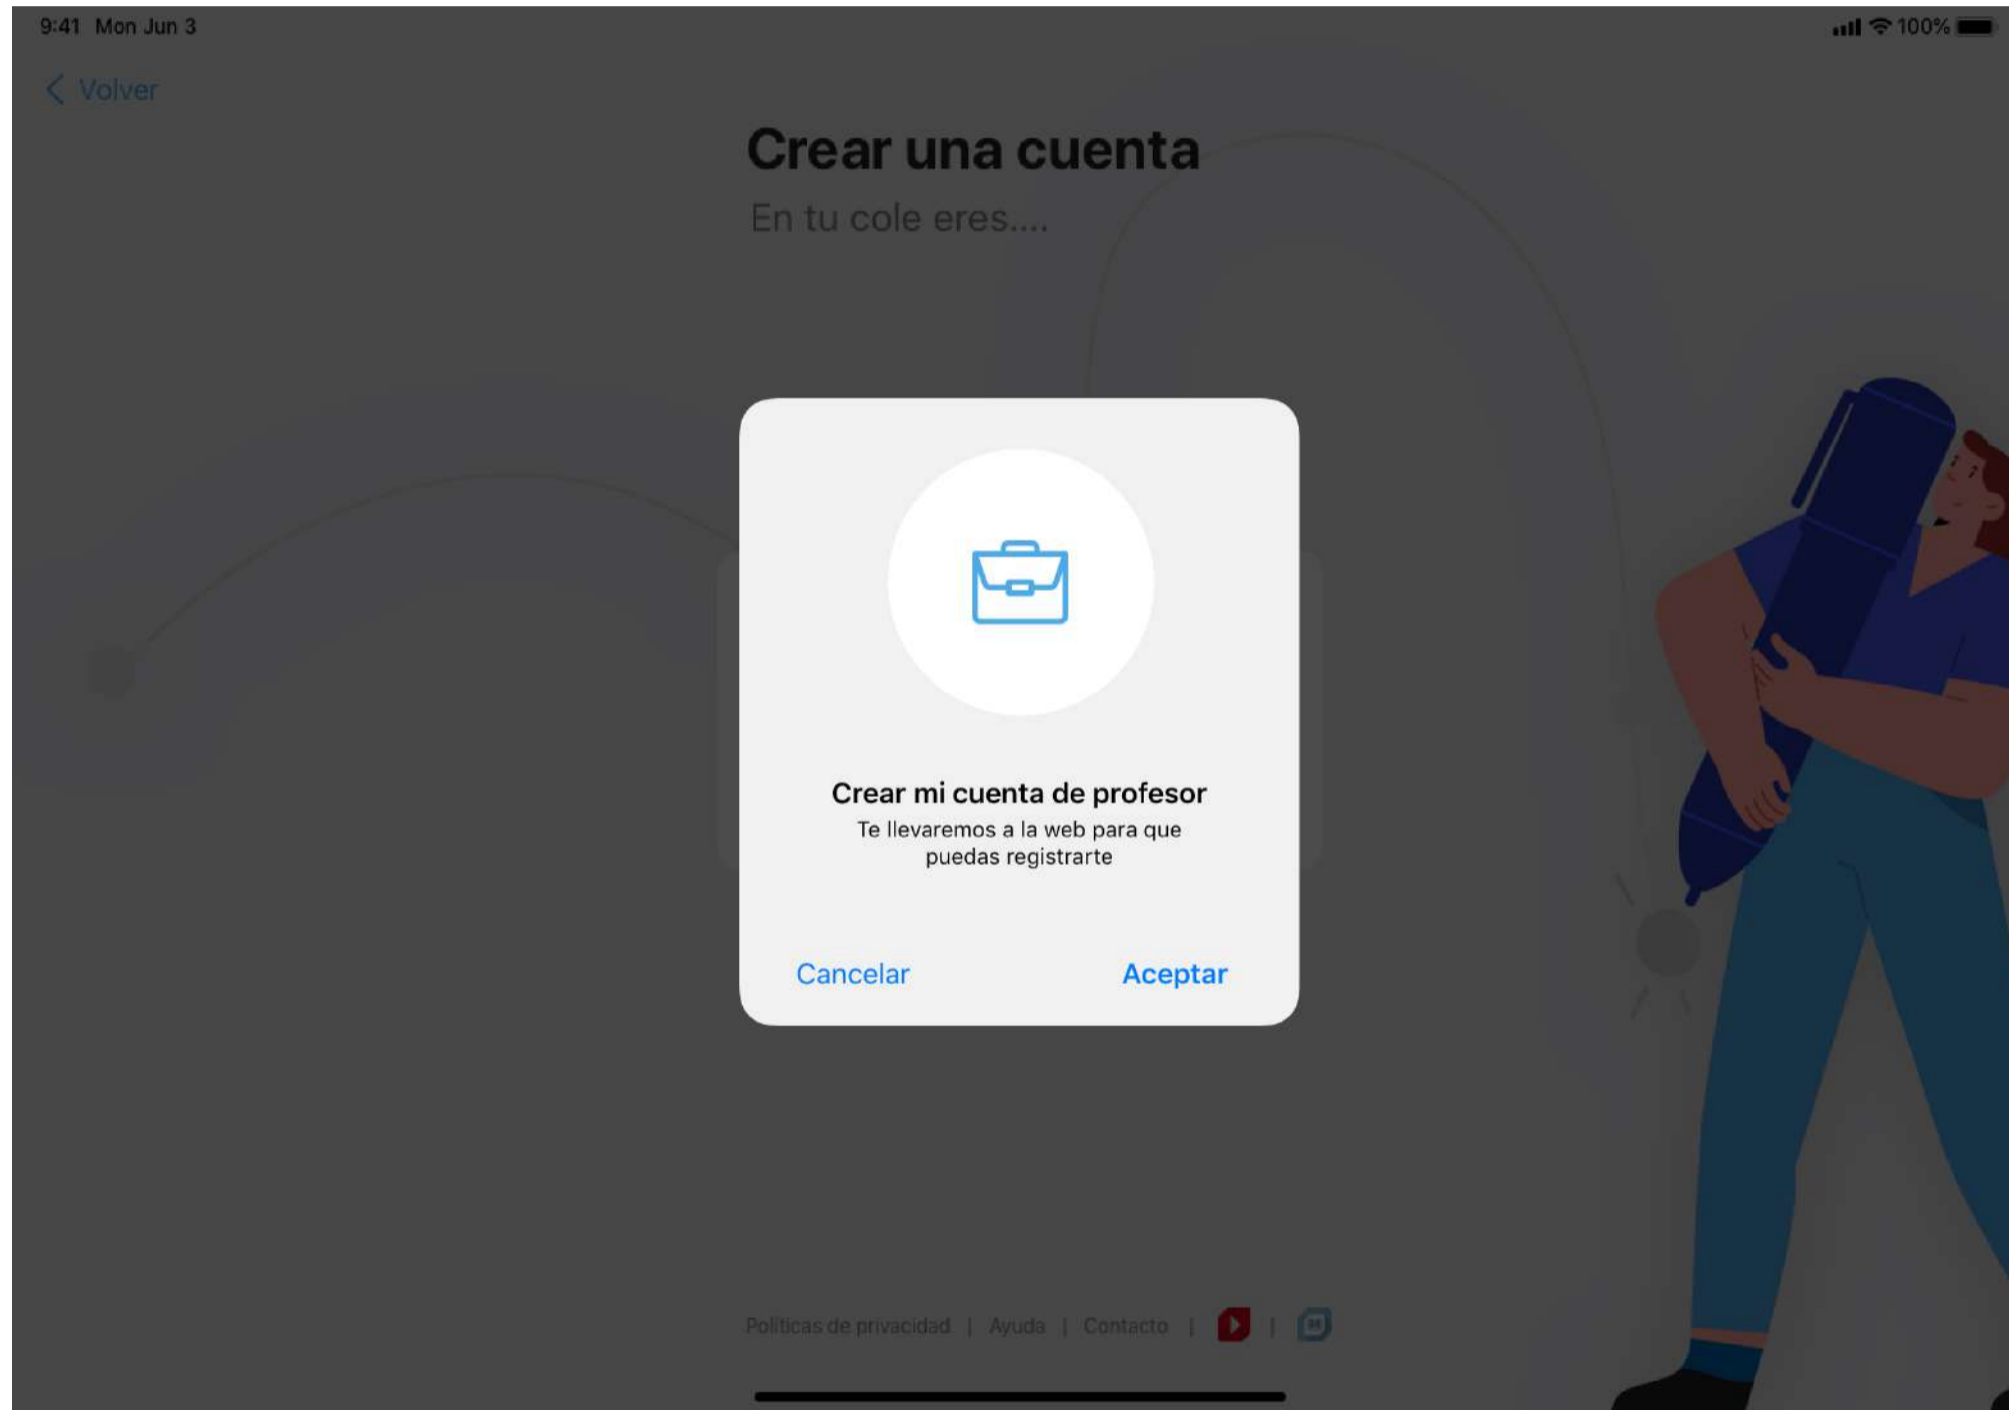 9:41 Mon Jun 3
100%
Volver
Crear una cuenta
En tu cole eres....
Crear mi cuenta de profesor
Te llevaremos a la web para que
puedas registrarte
Cancelar Aceptar
Políticas de privacidad | Ayuda | Contacto | |